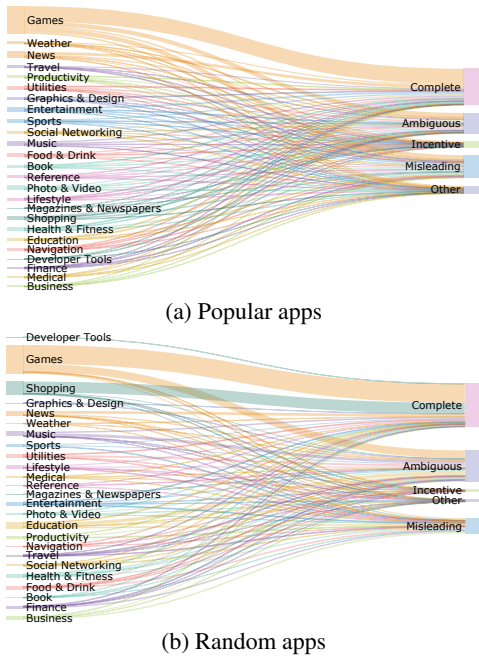 Games
Weather
News
Travel
Productivity
Utilities
Graphics & Design
Entertainment
Sports
Social Networking
Music
Food & Drink
Book
Reference
Photo & Video
Lifestyle
Magazines & Newspapers
Shopping
Health & Fitness
Education
Navigation
Developer Tools
Finance
Medical
Business
Complete
Ambiguous
Incentive
Misleading
Other
(a) Popular apps
Developer Tools
Games
Shopping
Graphics & Design
News
Weather
Music
Sports
Utilities
Lifestyle
Medical
Reference
Magazines & Newspapers
Entertainment
Photo & Video
Education
Productivity
Navigation
Travel
Social Networking
Health & Fitness
Food & Drink
Book
Finance
Business
Complete
Ambiguous
Incentive
Other
Misleading
(b) Random apps